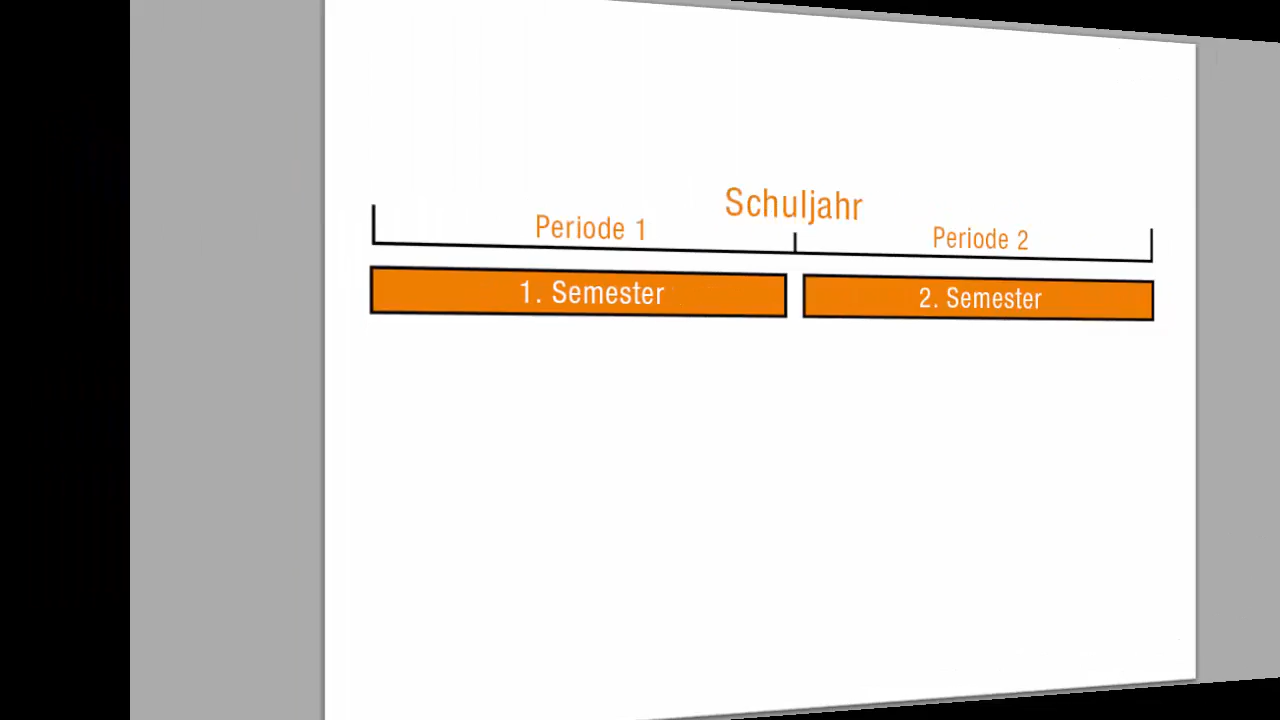 Schuljahr
Periode 1
Periode 2
1. Semester
2. Semester